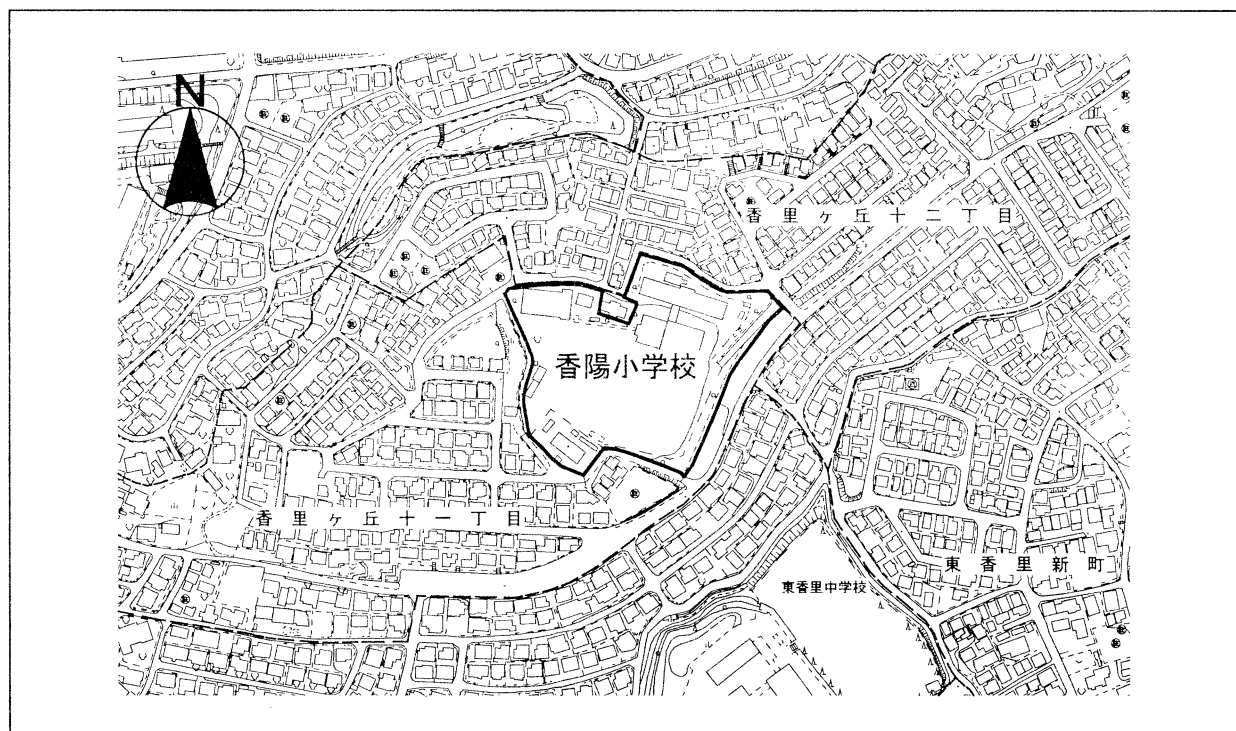 N
香里ヶ丘十二丁目
香陽小学校
香里ヶ丘十一丁目
東香里新町
東香里中学校